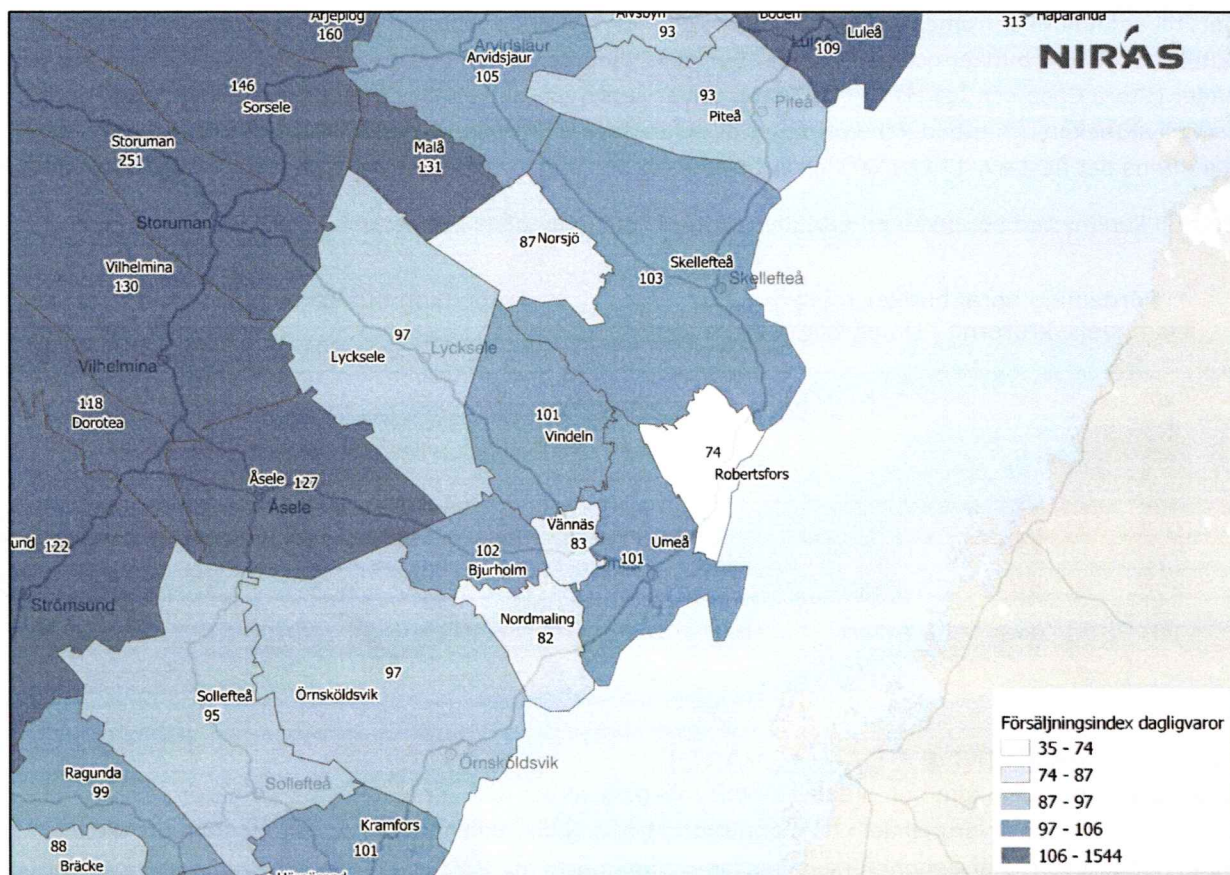 Arjeplog
160
Arvidsjaur
Arvidsjaur
105
Älvsbyn
93
Boden
Luleå
Luleå
109
313 Haparanda
NIRAS
146
Sorsele
93
Piteå
Piteå
Storuman
251
Malå
131
Storuman
87 Norsjö
Skellefteå
103
Skellefteå
Vilhelmina
130
97
Lycksele
Lycksele
Vilhelmina
118
Dorotea
101
Vindeln
74
Robertsfors
Åsele 127
Åsele
Vännäs
83
Umeå
101
und 122
102
Bjurholm
Strömsund
Nordmaling
82
97
Örnsköldsvik
Sollefteå
95
Örnsköldsvik
Ragunda
99
Sollefteå
Kramfors
101
88
Bräcke
Försäljningsindex dagligvaror
35 - 74
74 - 87
87 - 97
97 - 106
106 - 1544